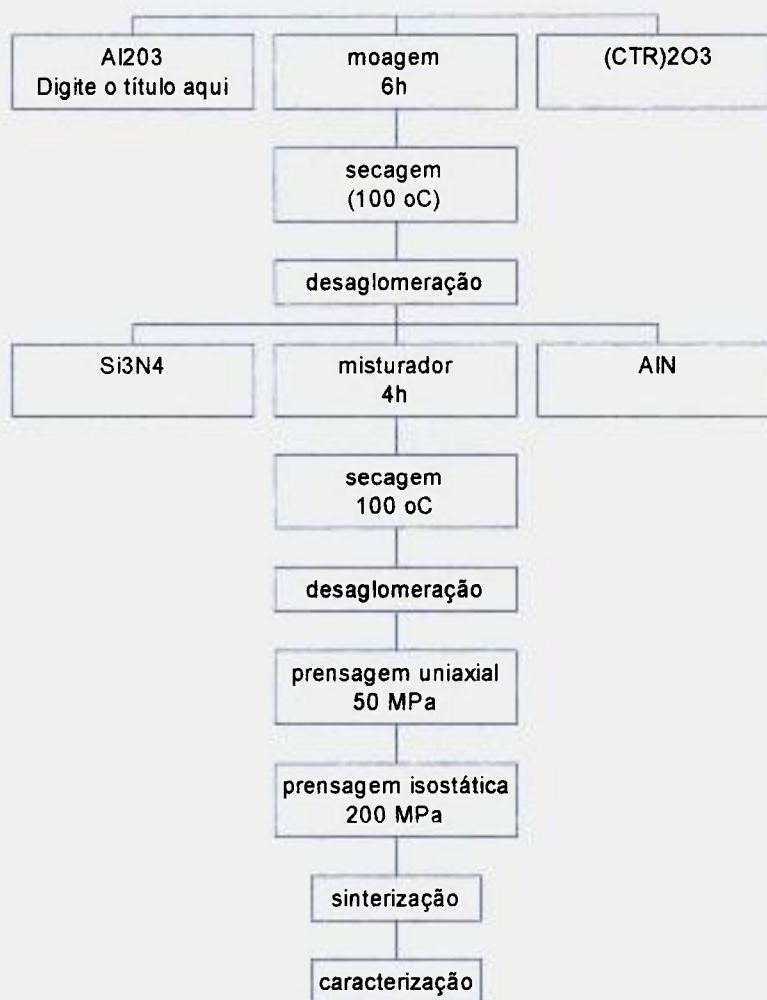 Al203
Digite o título aqui
moagem
6h
(CTR)2O3
secagem
(100 oC)
desaglomeração
Si3N4
misturador
4h
AlN
secagem
100 oC
desaglomeração
prensagem uniaxial
50 MPa
prensagem isostática
200 MPa
sinterização
caracterização